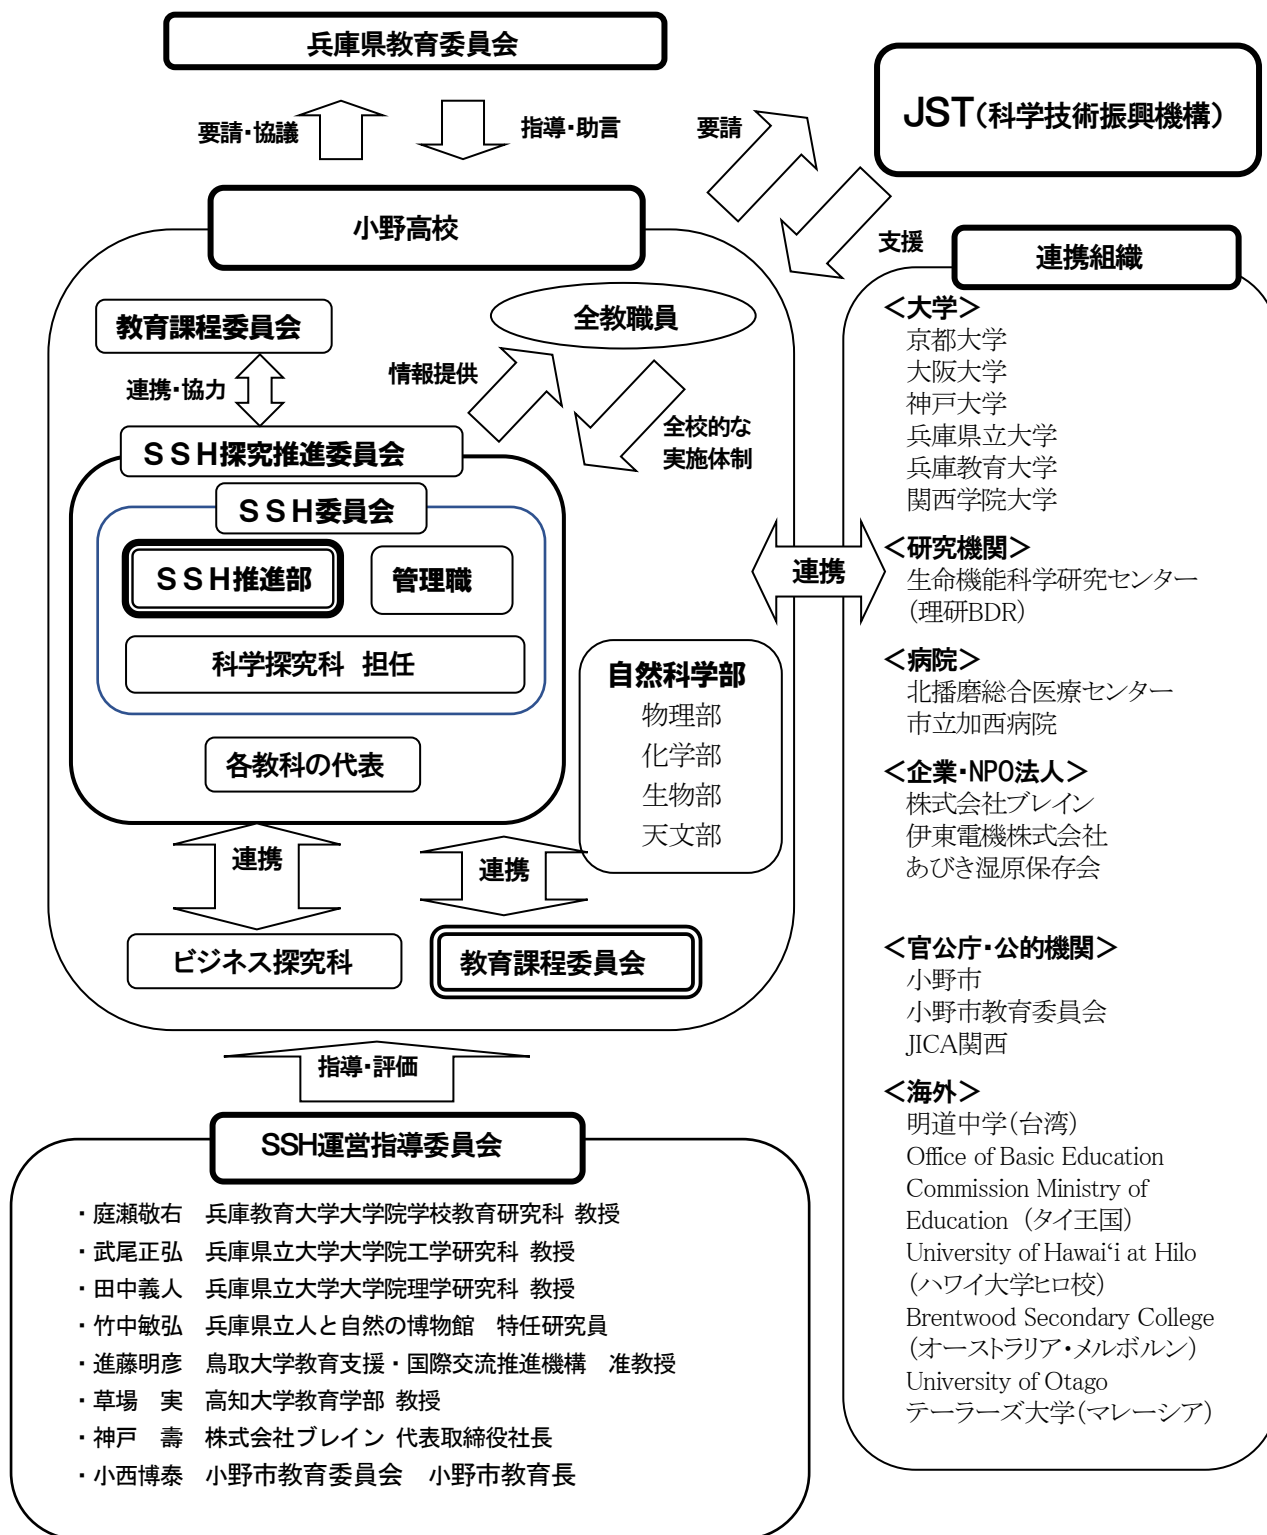 兵庫県教育委員会
JST(科学技術振興機構)
要請・協議
指導・助言
要請
支援
小野高校
教育課程委員会
全教職員
連携・協力
情報提供
全校的な
実施体制
ＳＳＨ探究推進委員会
ＳＳＨ委員会
ＳＳＨ推進部
管理職
科学探究科 担任
各教科の代表
自然科学部
物理部
化学部
生物部
天文部
連携
連携
連携
ビジネス探究科
教育課程委員会
指導・評価
連携組織
＜大学＞
京都大学
大阪大学
神戸大学
兵庫県立大学
兵庫教育大学
関西学院大学
＜研究機関＞
生命機能科学研究センター
(理研BDR)
＜病院＞
北播磨総合医療センター
市立加西病院
＜企業・NPO法人＞
株式会社ブレイン
伊東電機株式会社
あびき湿原保存会
＜官公庁・公的機関＞
小野市
小野市教育委員会
JICA関西
＜海外＞
明道中学(台湾)
Office of Basic Education
Commission Ministry of
Education (タイ王国)
University of Hawai‘i at Hilo
(ハワイ大学ヒロ校)
Brentwood Secondary College
(オーストラリア・メルボルン)
University of Otago
テーラーズ大学(マレーシア)
SSH運営指導委員会
・庭瀬敬右　兵庫教育大学大学院学校教育研究科 教授
・武尾正弘　兵庫県立大学大学院工学研究科 教授
・田中義人　兵庫県立大学大学院理学研究科 教授
・竹中敏弘　兵庫県立人と自然の博物館　特任研究員
・進藤明彦　鳥取大学教育支援・国際交流推進機構　准教授
・草場　実　高知大学教育学部 教授
・神戸　壽　株式会社ブレイン 代表取締役社長
・小西博泰　小野市教育委員会　小野市教育長